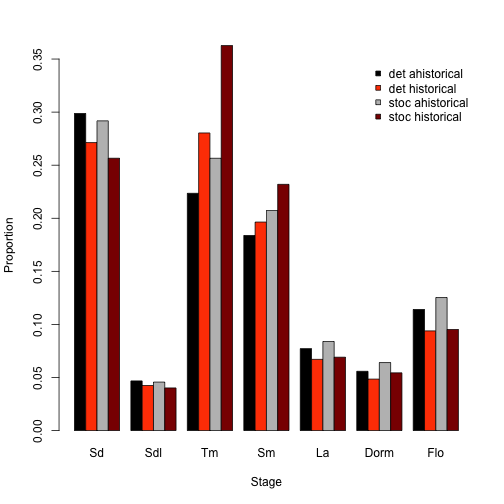 det ahistorical
det historical
stoc ahistorical
stoc historical
Proportion
0.35
0.30
0.25
0.20
0.15
0.10
0.05
0.00
Sd Sdl Tm Sm La Dorm Flo
Stage